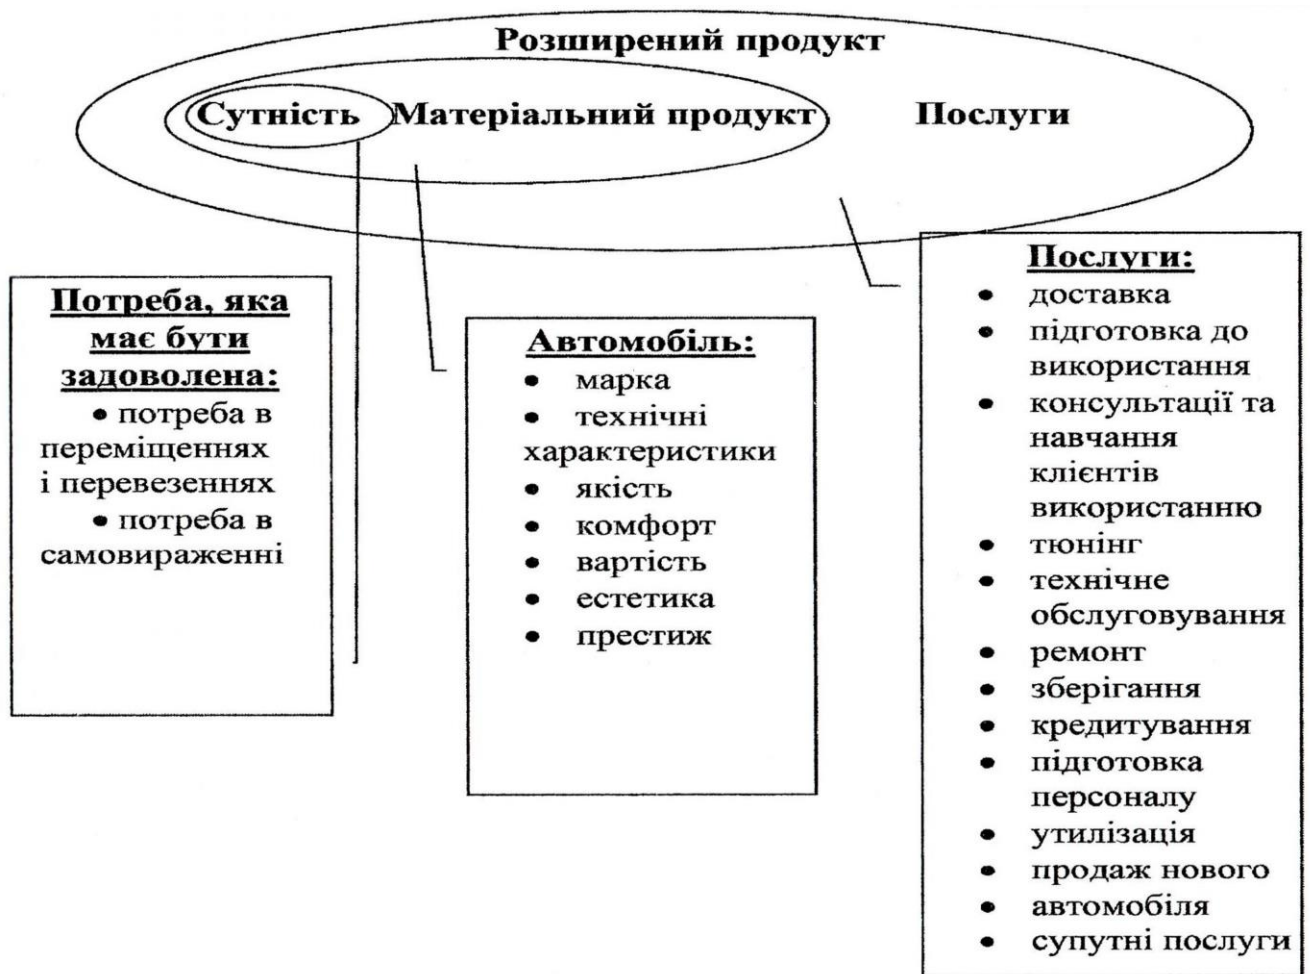 Розширений продукт
Сутність Матеріальний продукт Послуги
Потреба, яка
має бути
задоволена:
• потреба в
переміщеннях
і перевезеннях
• потреба в
самовираженні
Автомобіль:
• марка
• технічні
характеристики
• якість
• комфорт
• вартість
• естетика
• престиж
Послуги:
• доставка
• підготовка до
використання
• консультації та
навчання
клієнтів
використанню
• тюнінг
• технічне
обслуговування
• ремонт
• зберігання
• кредитування
• підготовка
персоналу
• утилізація
• продаж нового
• автомобіля
• супутні послуги